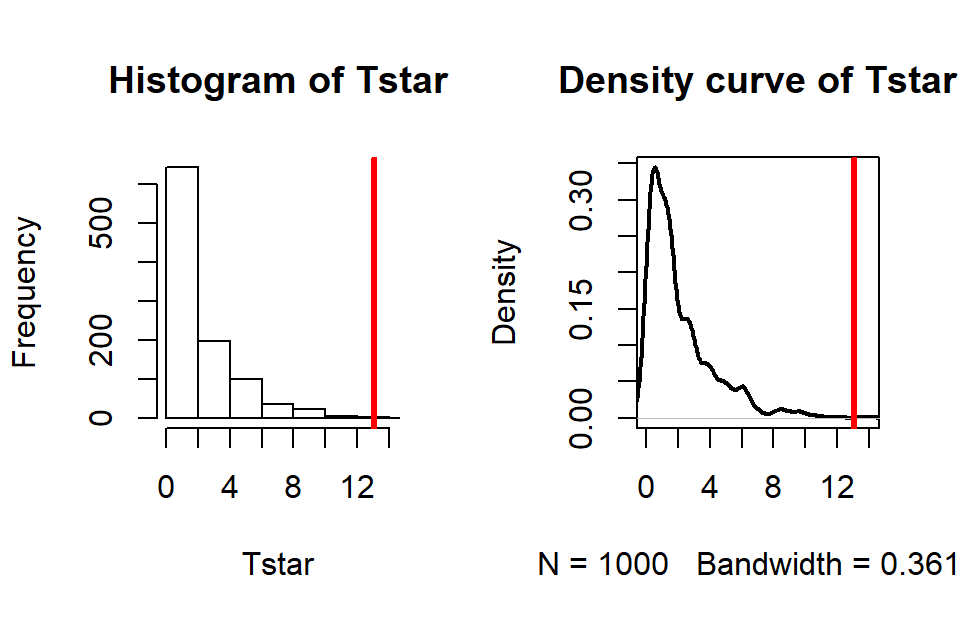 Histogram of Tstar
Frequency
0 200 500
0 4 8 12
Tstar
Density curve of Tstar
Density
0.00 0.15 0.30
0 4 8 12
N = 1000 Bandwidth = 0.361